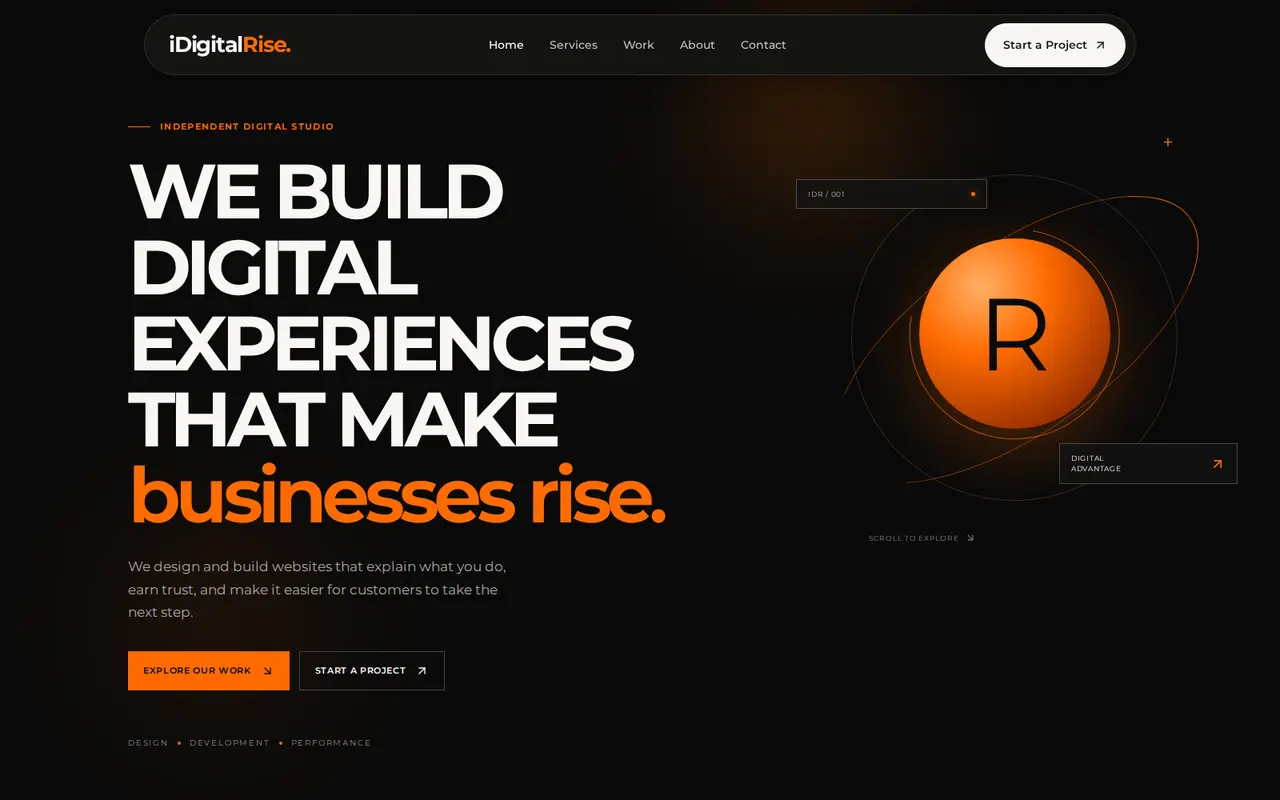 iDigitalRise.
Home Services Work About Contact
Start a Project
INDEPENDENT DIGITAL STUDIO
WE BUILD
DIGITAL
EXPERIENCES
THAT MAKE
businesses rise.
We design and build websites that explain what you do,
earn trust, and make it easier for customers to take the
next step.
EXPLORE OUR WORK
START A PROJECT
DESIGN • DEVELOPMENT • PERFORMANCE
IDR / 001
R
DIGITAL
ADVANTAGE
SCROLL TO EXPLORE